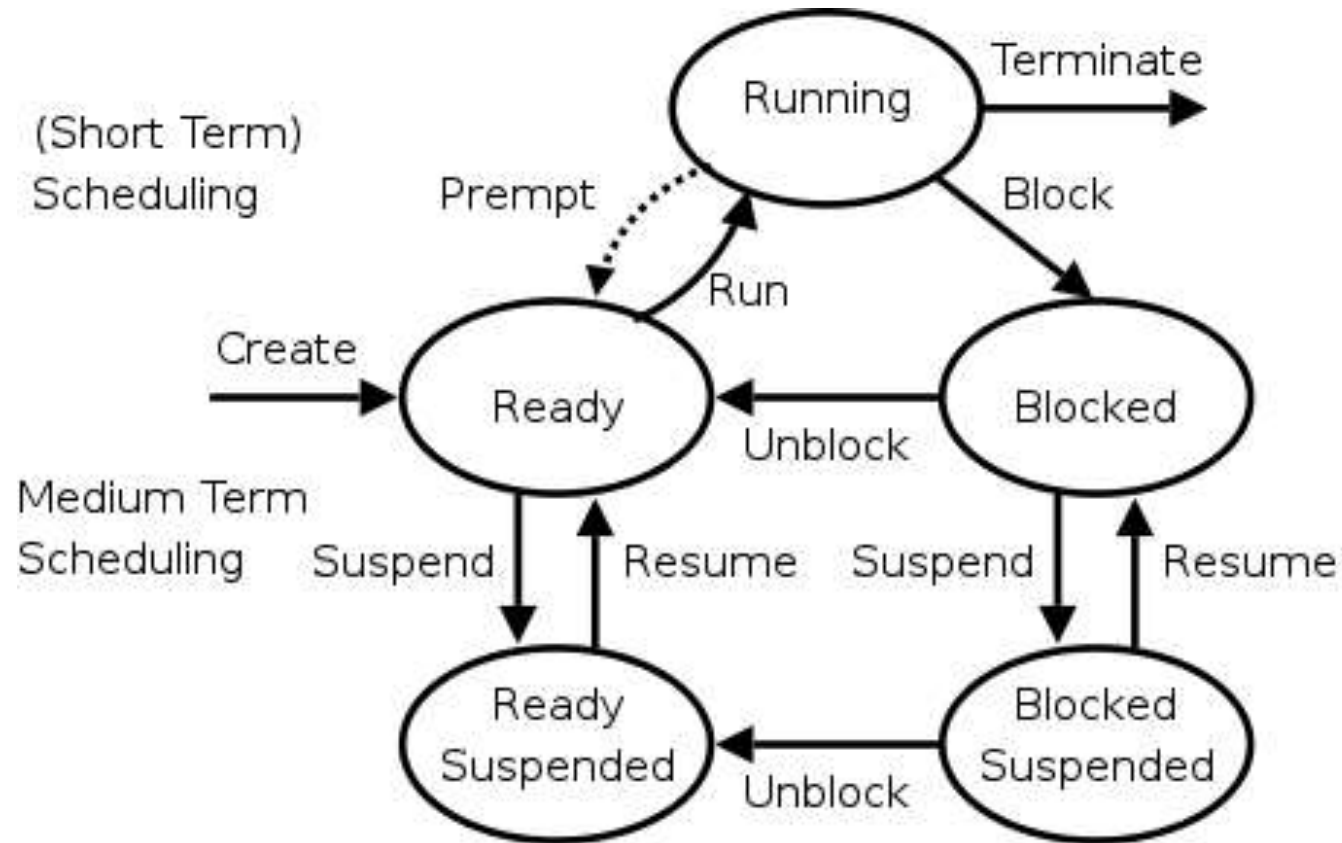 Running
Terminate
(Short Term)
Scheduling
Prempt
Block
Run
Create
Ready
Blocked
Unblock
Medium Term
Scheduling
Suspend
Resume
Suspend
Resume
Ready
Suspended
Blocked
Suspended
Unblock